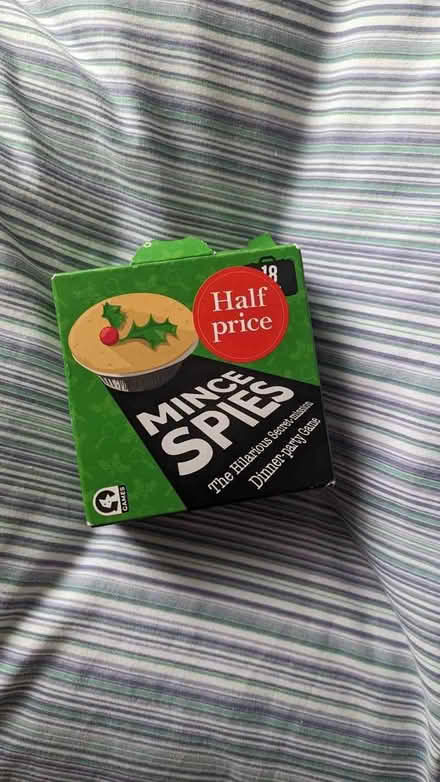 18
Half
price
MINCE
SPIES
The Hilarious Secret-mission
Dinner-party Game
GAMES